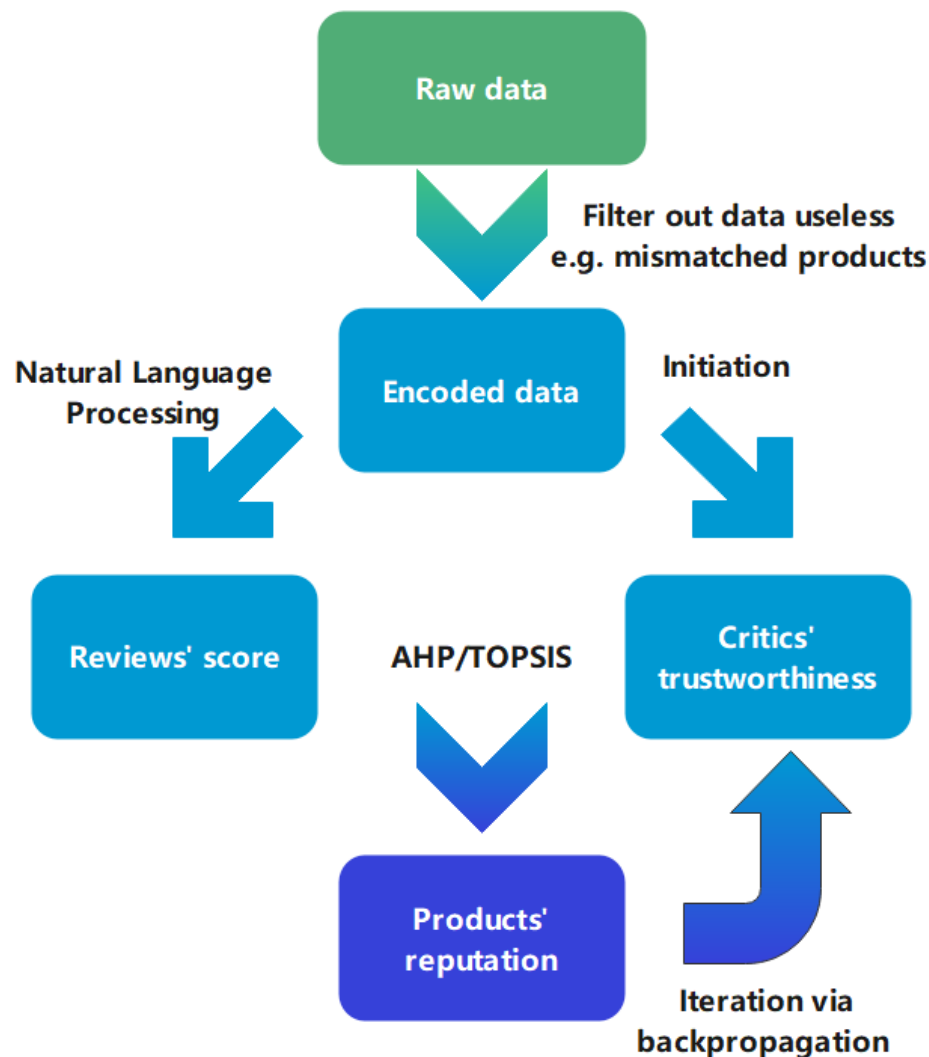 Raw data
Filter out data useless
e.g. mismatched products
Natural Language
Processing
Encoded data
Initiation
Reviews' score
AHP/TOPSIS
Critics'
trustworthiness
Products'
reputation
Iteration via
backpropagation